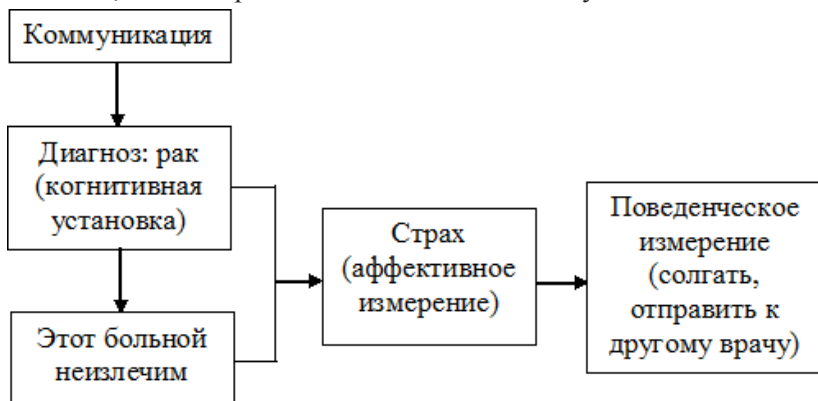 Коммуникация
Диагноз: рак
(когнитивная
установка)
Этот больной
неизлечим
Страх
(аффективное
измерение)
Поведенческое
измерение
(солгать,
отправить к
другому врачу)